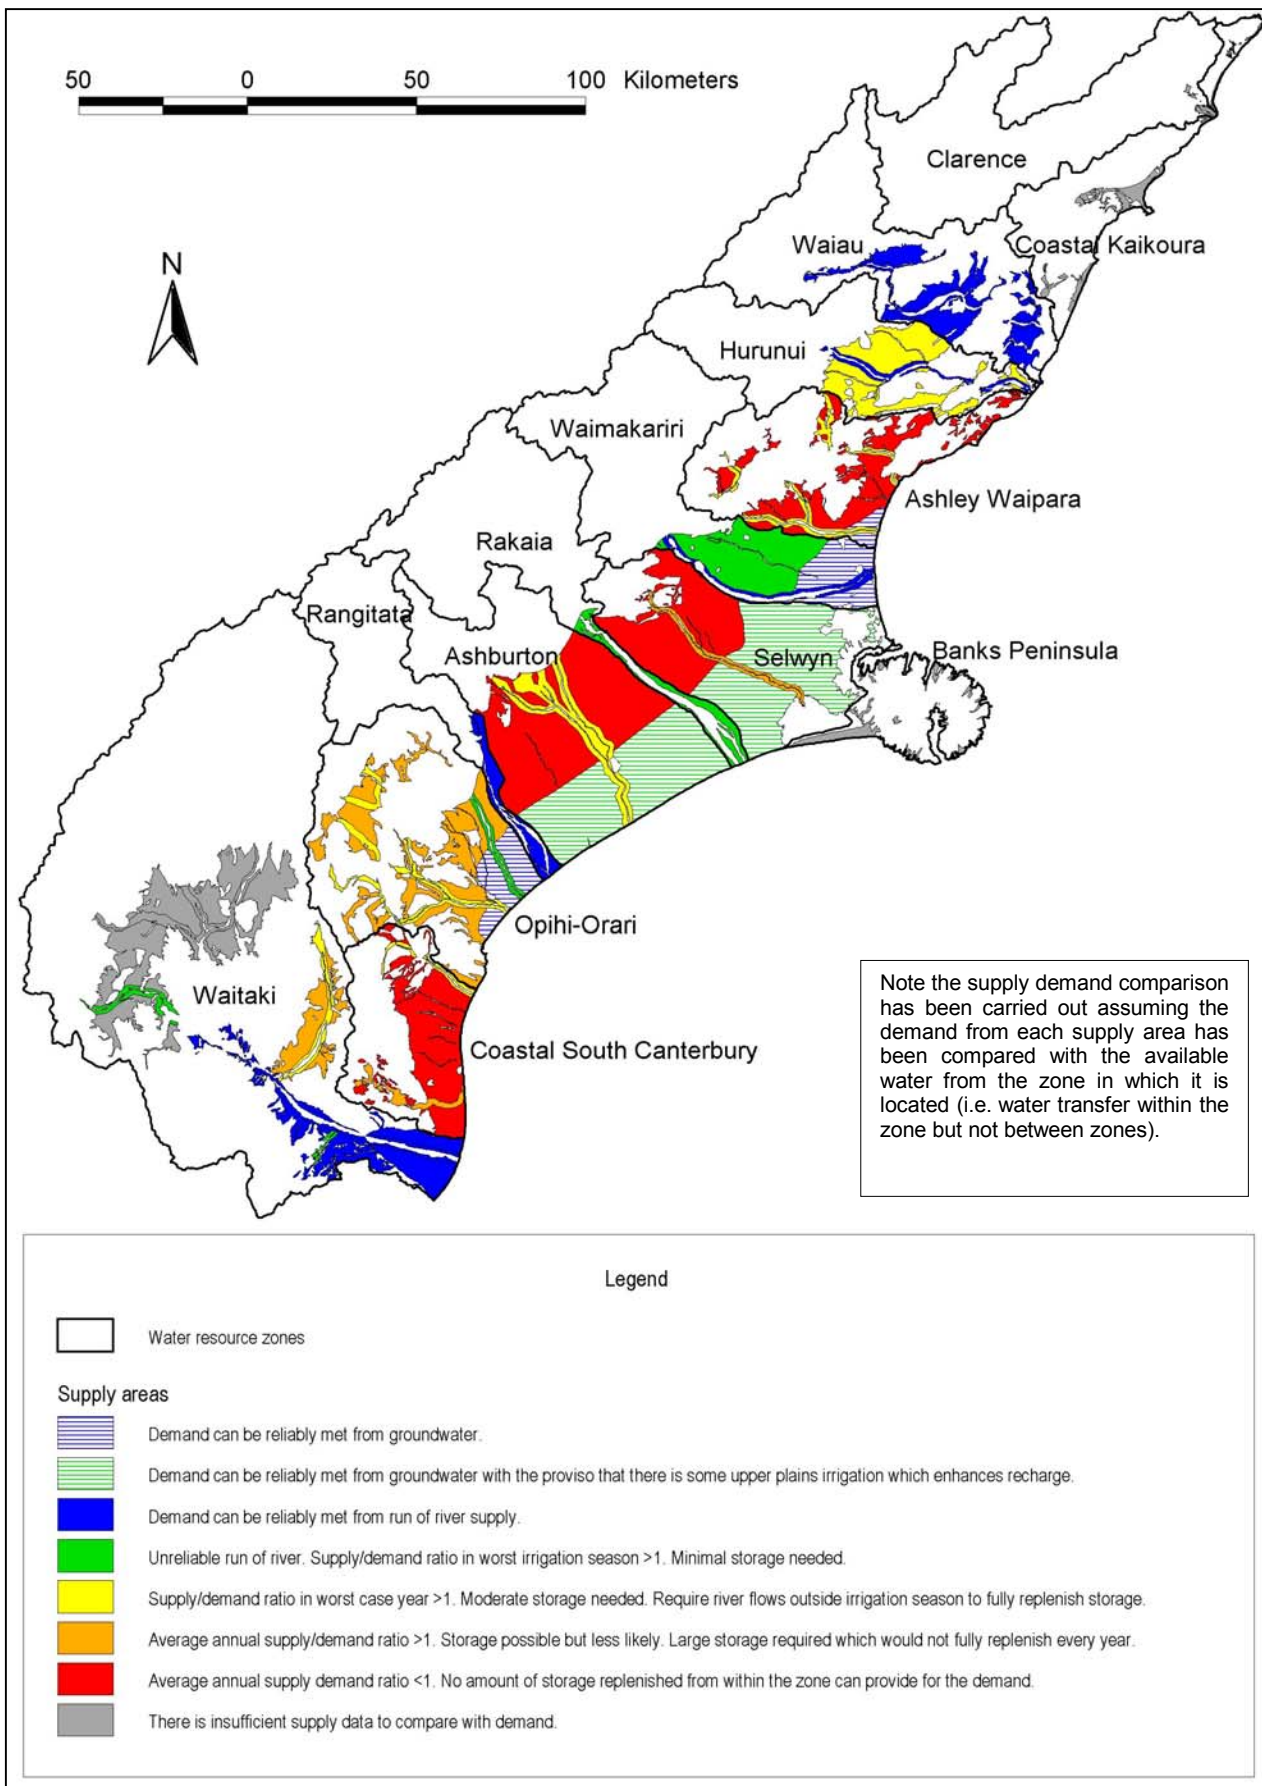 50 0 50 100 Kilometers
Clarence
N
Waiau
Coastal Kaikoura
Hurunui
Waimakariri
Ashley Waipara
Rakaia
Rangitata
Ashburton
Selwyn
Banks Peninsula
Opihi-Orari
Waitaki
Coastal South Canterbury
Note the supply demand comparison
has been carried out assuming the
demand from each supply area has
been compared with the available
water from the zone in which it is
located (i.e. water transfer within the
zone but not between zones).
Legend
Water resource zones
Supply areas
Demand can be reliably met from groundwater.
Demand can be reliably met from groundwater with the proviso that there is some upper plains irrigation which enhances recharge.
Demand can be reliably met from run of river supply.
Unreliable run of river. Supply/demand ratio in worst irrigation season >1. Minimal storage needed.
Supply/demand ratio in worst case year >1. Moderate storage needed. Require river flows outside irrigation season to fully replenish storage.
Average annual supply/demand ratio >1. Storage possible but less likely. Large storage required which would not fully replenish every year.
Average annual supply demand ratio <1. No amount of storage replenished from within the zone can provide for the demand.
There is insufficient supply data to compare with demand.